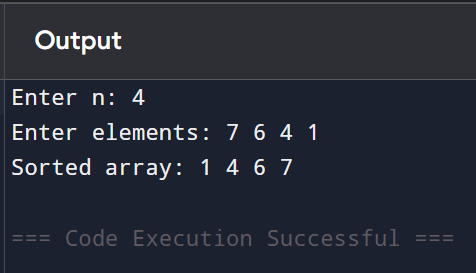 Output
Enter n: 4
Enter elements: 7 6 4 1
Sorted array: 1 4 6 7
=== Code Execution Successful ===